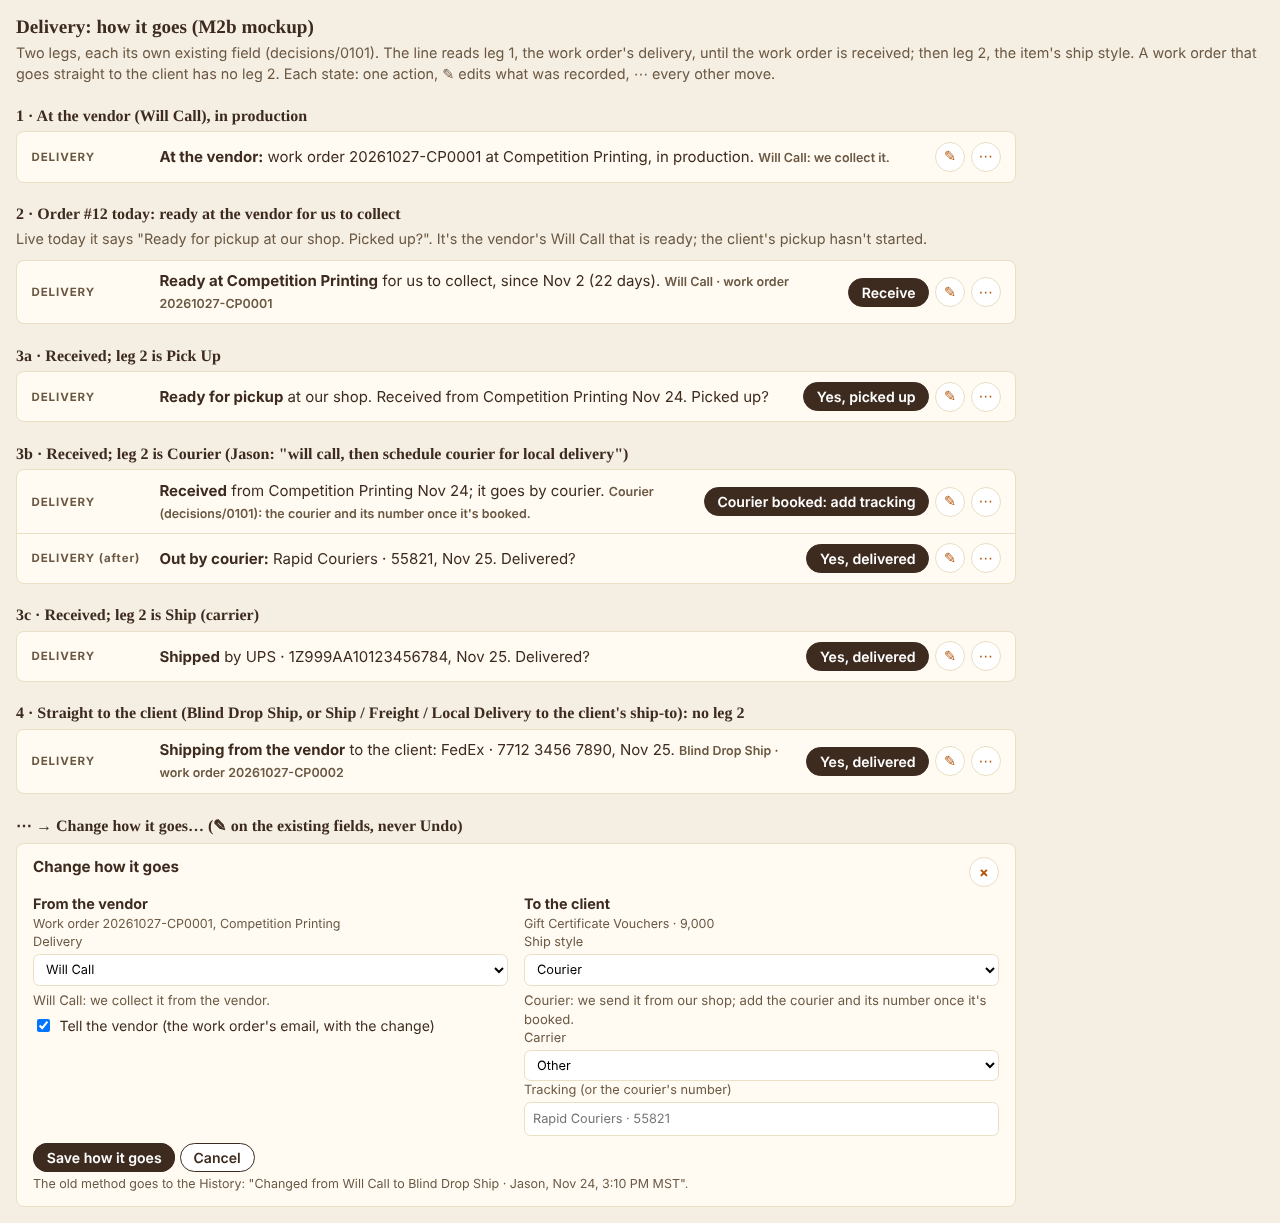 Delivery: how it goes (M2b mockup)
Two legs, each its own existing field (decisions/0101). The line reads leg 1, the work order's delivery, until the work order is received; then leg 2, the item's ship style. A work order that
goes straight to the client has no leg 2. Each state: one action, ✎ edits what was recorded, ⋯ every other move.
1 · At the vendor (Will Call), in production
DELIVERY
At the vendor: work order 20261027-CP0001 at Competition Printing, in production. Will Call: we collect it.
✎ ⋯
2 · Order #12 today: ready at the vendor for us to collect
Live today it says "Ready for pickup at our shop. Picked up?". It's the vendor's Will Call that is ready; the client's pickup hasn't started.
DELIVERY
Ready at Competition Printing for us to collect, since Nov 2 (22 days). Will Call · work order
20261027-CP0001
Receive ✎ ⋯
3a · Received; leg 2 is Pick Up
DELIVERY
Ready for pickup at our shop. Received from Competition Printing Nov 24. Picked up?
Yes, picked up ✎ ⋯
3b · Received; leg 2 is Courier (Jason: "will call, then schedule courier for local delivery")
DELIVERY
Received from Competition Printing Nov 24; it goes by courier. Courier
(decisions/0101): the courier and its number once it's booked.
Courier booked: add tracking ✎ ⋯
DELIVERY (after)
Out by courier: Rapid Couriers · 55821, Nov 25. Delivered?
Yes, delivered ✎ ⋯
3c · Received; leg 2 is Ship (carrier)
DELIVERY
Shipped by UPS · 1Z999AA10123456784, Nov 25. Delivered?
Yes, delivered ✎ ⋯
4 · Straight to the client (Blind Drop Ship, or Ship / Freight / Local Delivery to the client's ship-to): no leg 2
DELIVERY
Shipping from the vendor to the client: FedEx · 7712 3456 7890, Nov 25. Blind Drop Ship ·
work order 20261027-CP0002
Yes, delivered ✎ ⋯
⋯ → Change how it goes… (✎ on the existing fields, never Undo)
Change how it goes
×
From the vendor
Work order 20261027-CP0001, Competition Printing
Delivery
Will Call
Will Call: we collect it from the vendor.
Tell the vendor (the work order's email, with the change)
To the client
Gift Certificate Vouchers · 9,000
Ship style
Courier
Courier: we send it from our shop; add the courier and its number once it's
booked.
Carrier
Other
Tracking (or the courier's number)
Rapid Couriers · 55821
Save how it goes Cancel
The old method goes to the History: "Changed from Will Call to Blind Drop Ship · Jason, Nov 24, 3:10 PM MST".